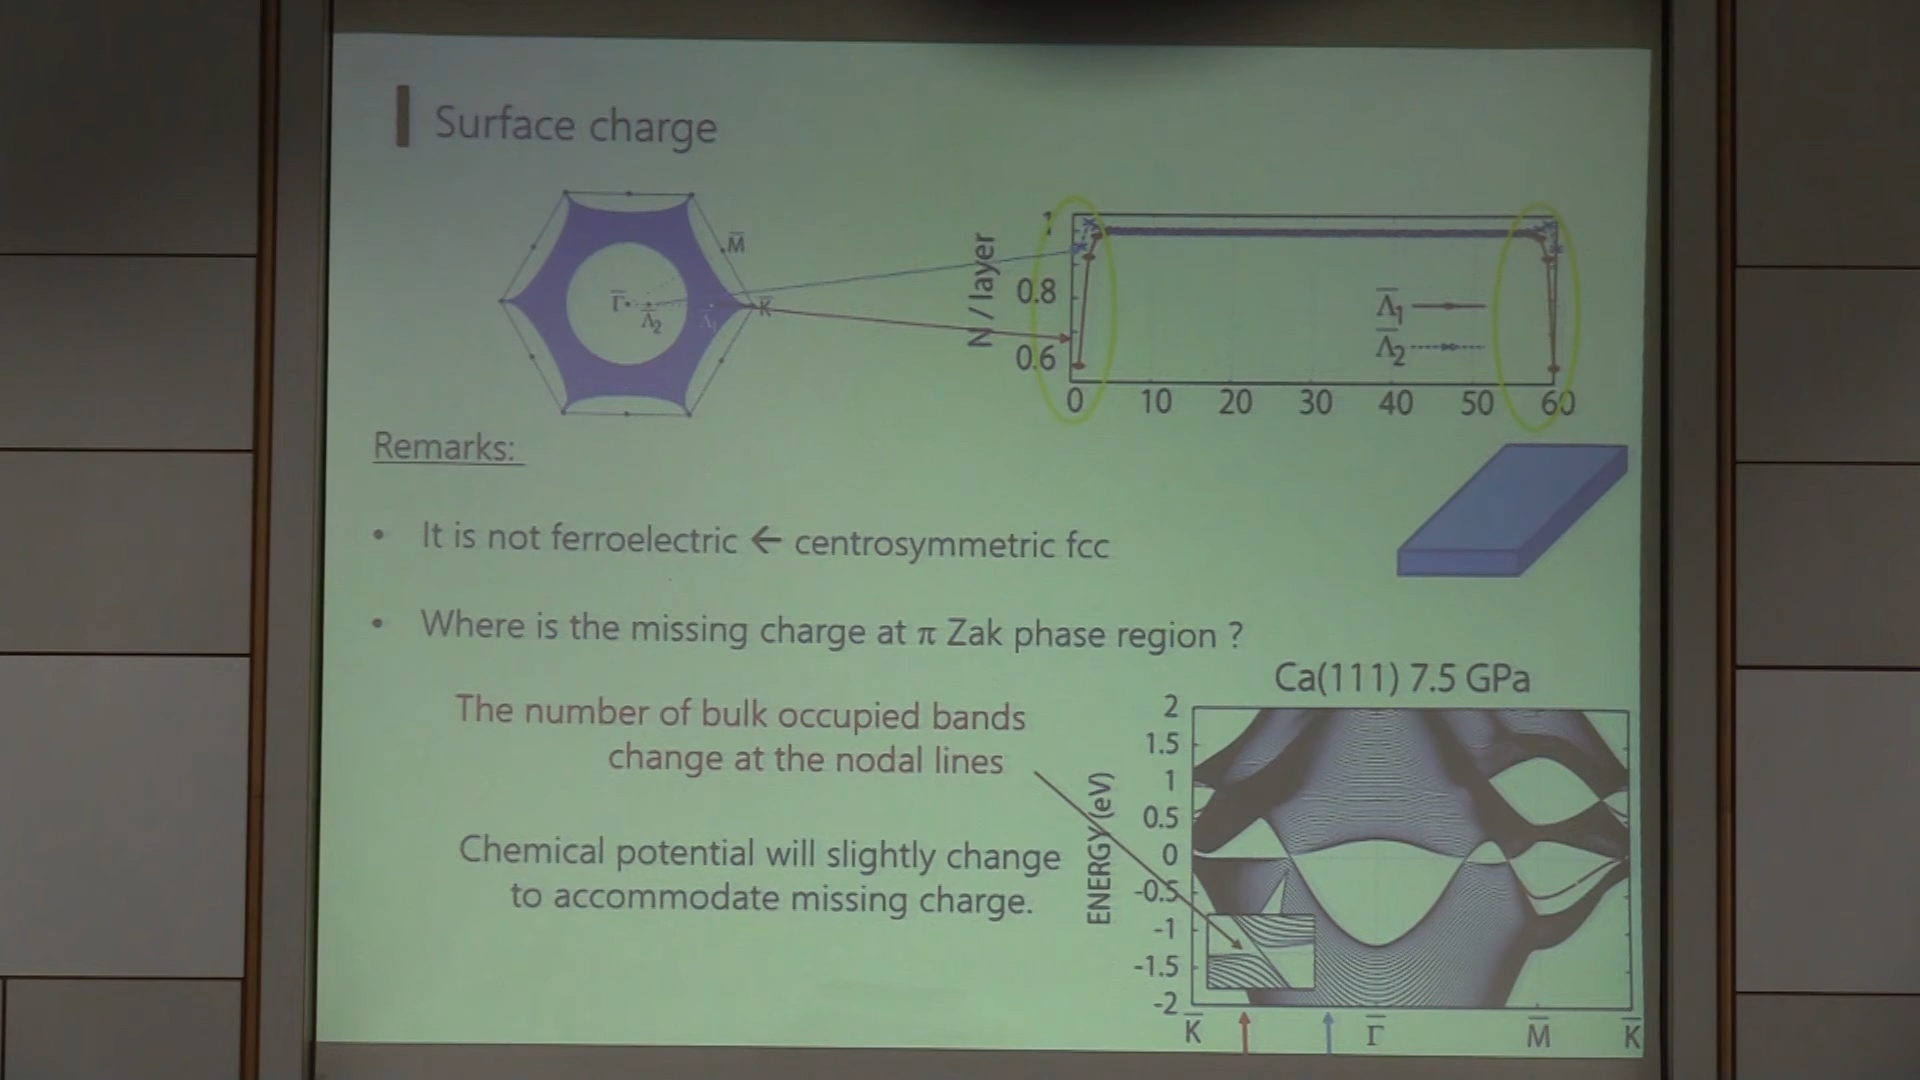 Surface charge
M̅
Γ̅
Λ̅₂
Λ̅₁
K̅
N / layer
1
0.8
0.6
Λ̅₁
Λ̅₂
0 10 20 30 40 50 60
Remarks:
• It is not ferroelectric ← centrosymmetric fcc
• Where is the missing charge at π Zak phase region ?
The number of bulk occupied bands
change at the nodal lines
Chemical potential will slightly change
to accommodate missing charge.
Ca(111) 7.5 GPa
ENERGY (eV)
2
1.5
1
0.5
0
-0.5
-1
-1.5
-2
K̅ Γ̅ M̅ K̅